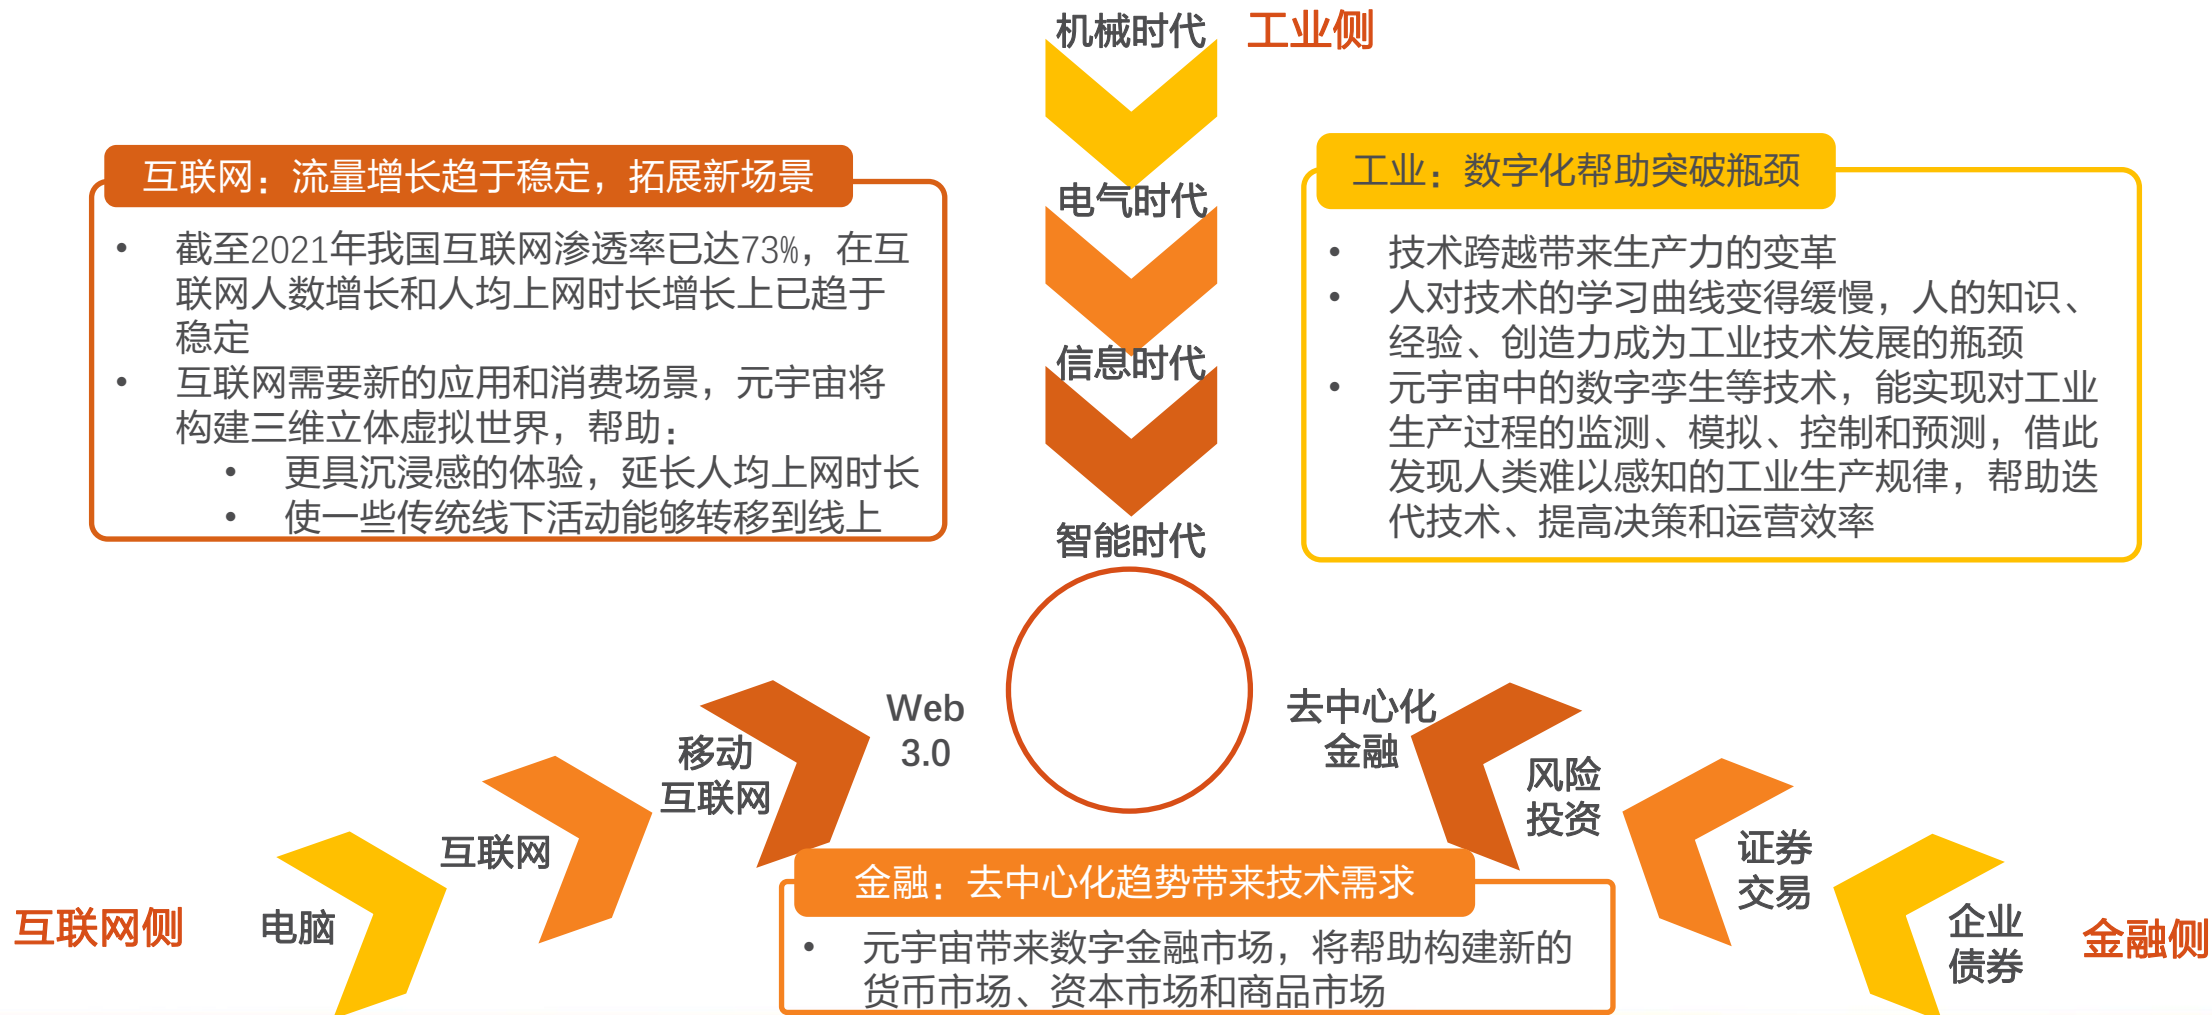 机械时代
工业侧
互联网：流量增长趋于稳定，拓展新场景
• 截至2021年我国互联网渗透率已达73%，在互
联网人数增长和人均上网时长增长上已趋于
稳定
• 互联网需要新的应用和消费场景，元宇宙将
构建三维立体虚拟世界，帮助：
• 更具沉浸感的体验，延长人均上网时长
• 使一些传统线下活动能够转移到线上
电气时代
信息时代
智能时代
工业：数字化帮助突破瓶颈
• 技术跨越带来生产力的变革
• 人对技术的学习曲线变得缓慢，人的知识、
经验、创造力成为工业技术发展的瓶颈
• 元宇宙中的数字孪生等技术，能实现对工业
生产过程的监测、模拟、控制和预测，借此
发现人类难以感知的工业生产规律，帮助迭
代技术、提高决策和运营效率
互联网侧
电脑
互联网
移动
互联网
Web
3.0
去中心化
金融
风险
投资
证券
交易
企业
债券
金融侧
金融：去中心化趋势带来技术需求
• 元宇宙带来数字金融市场，将帮助构建新的
货币市场、资本市场和商品市场